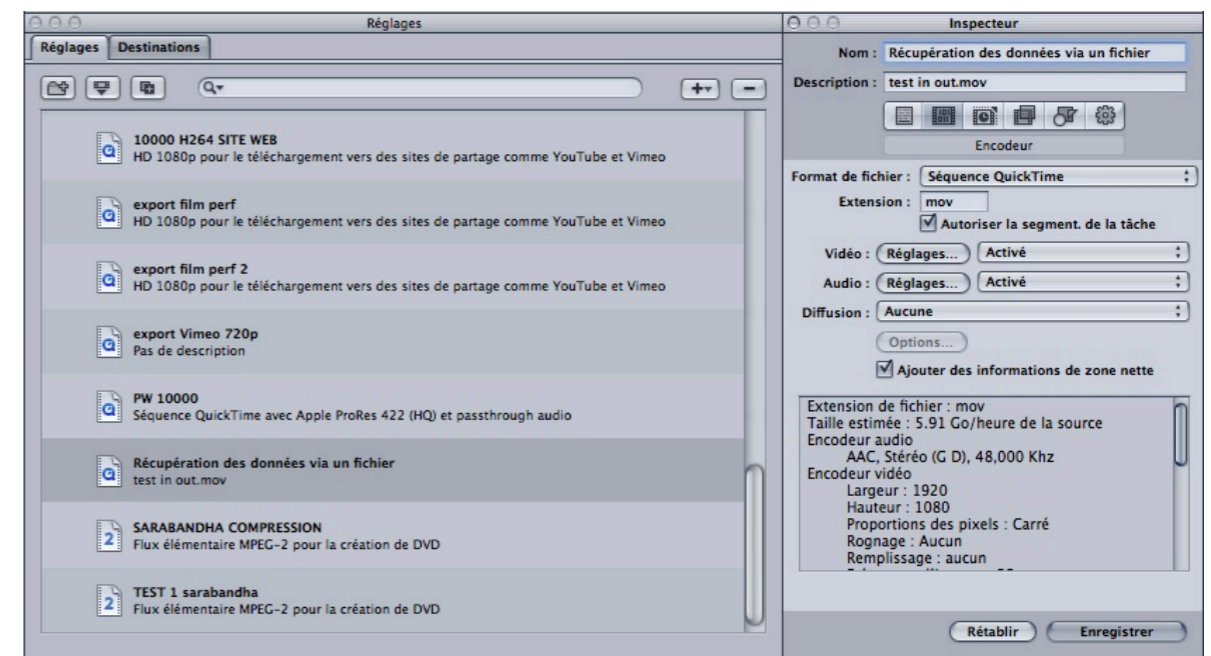 Réglages
Réglages
Destinations
10000 H264 SITE WEB
HD 1080p pour le téléchargement vers des sites de partage comme YouTube et Vimeo
export film perf
HD 1080p pour le téléchargement vers des sites de partage comme YouTube et Vimeo
export film perf 2
HD 1080p pour le téléchargement vers des sites de partage comme YouTube et Vimeo
export Vimeo 720p
Pas de description
PW 10000
Séquence QuickTime avec Apple ProRes 422 (HQ) et passthrough audio
Récupération des données via un fichier
test in out.mov
SARABANDHA COMPRESSION
Flux élémentaire MPEG-2 pour la création de DVD
TEST 1 sarabandha
Flux élémentaire MPEG-2 pour la création de DVD
Inspecteur
Nom : Récupération des données via un fichier
Description : test in out.mov
Encodeur
Format de fichier : Séquence QuickTime
Extension : mov
Autoriser la segment. de la tâche
Vidéo : Réglages... Activé
Audio : Réglages... Activé
Diffusion : Aucune
Options...
Ajouter des informations de zone nette
Extension de fichier : mov
Taille estimée : 5.91 Go/heure de la source
Encodeur audio
AAC, Stéréo (G D), 48,000 Khz
Encodeur vidéo
Largeur : 1920
Hauteur : 1080
Proportions des pixels : Carré
Rognage : Aucun
Remplissage : aucun
Rétablir
Enregistrer